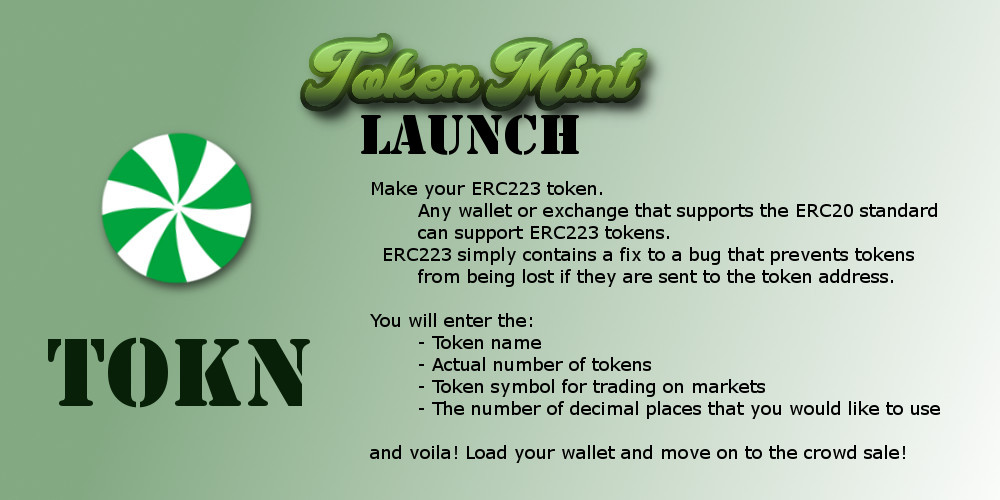 Token Mint
LAUNCH
Make your ERC223 token.
Any wallet or exchange that supports the ERC20 standard
can support ERC223 tokens.
ERC223 simply contains a fix to a bug that prevents tokens
from being lost if they are sent to the token address.
You will enter the:
- Token name
- Actual number of tokens
- Token symbol for trading on markets
- The number of decimal places that you would like to use
and voila! Load your wallet and move on to the crowd sale!
TOKN